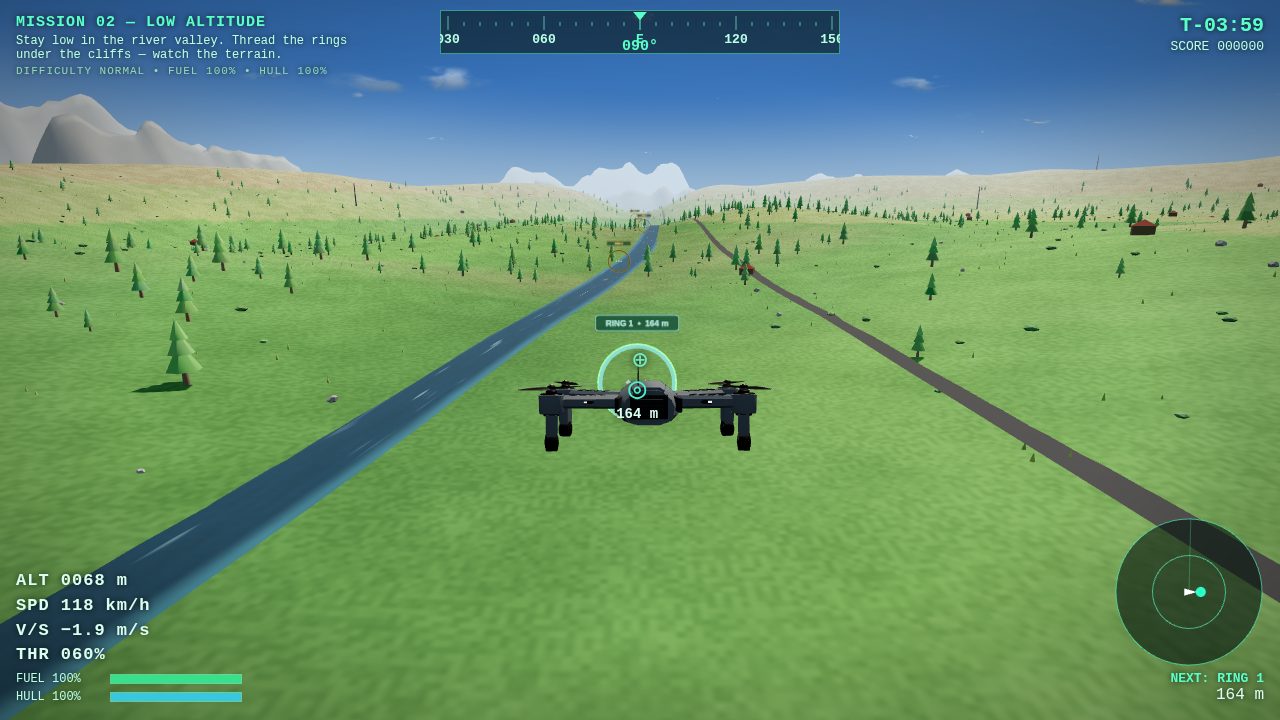 MISSION 02 — LOW ALTITUDE
Stay low in the river valley. Thread the rings
under the cliffs — watch the terrain.
DIFFICULTY NORMAL • FUEL 100% • HULL 100%
030 060 E 120 150
090°
T-03:59
SCORE 000000
RING 1 • 164 m
164 m
ALT 0068 m
SPD 118 km/h
V/S −1.9 m/s
THR 060%
FUEL 100%
HULL 100%
NEXT: RING 1
164 m